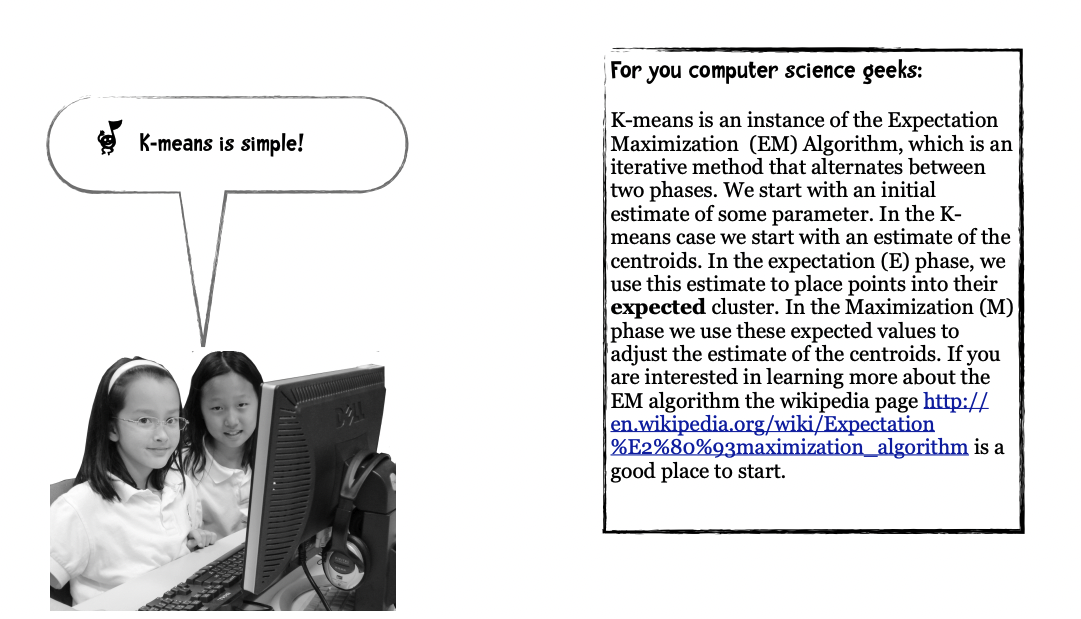 K-means is simple!
DELL
For you computer science geeks:
K-means is an instance of the Expectation
Maximization  (EM) Algorithm, which is an
iterative method that alternates between
two phases. We start with an initial
estimate of some parameter. In the K-
means case we start with an estimate of the
centroids. In the expectation (E) phase, we
use this estimate to place points into their
expected cluster. In the Maximization (M)
phase we use these expected values to
adjust the estimate of the centroids. If you
are interested in learning more about the
EM algorithm the wikipedia page http://
en.wikipedia.org/wiki/Expectation
%E2%80%93maximization_algorithm is a
good place to start.